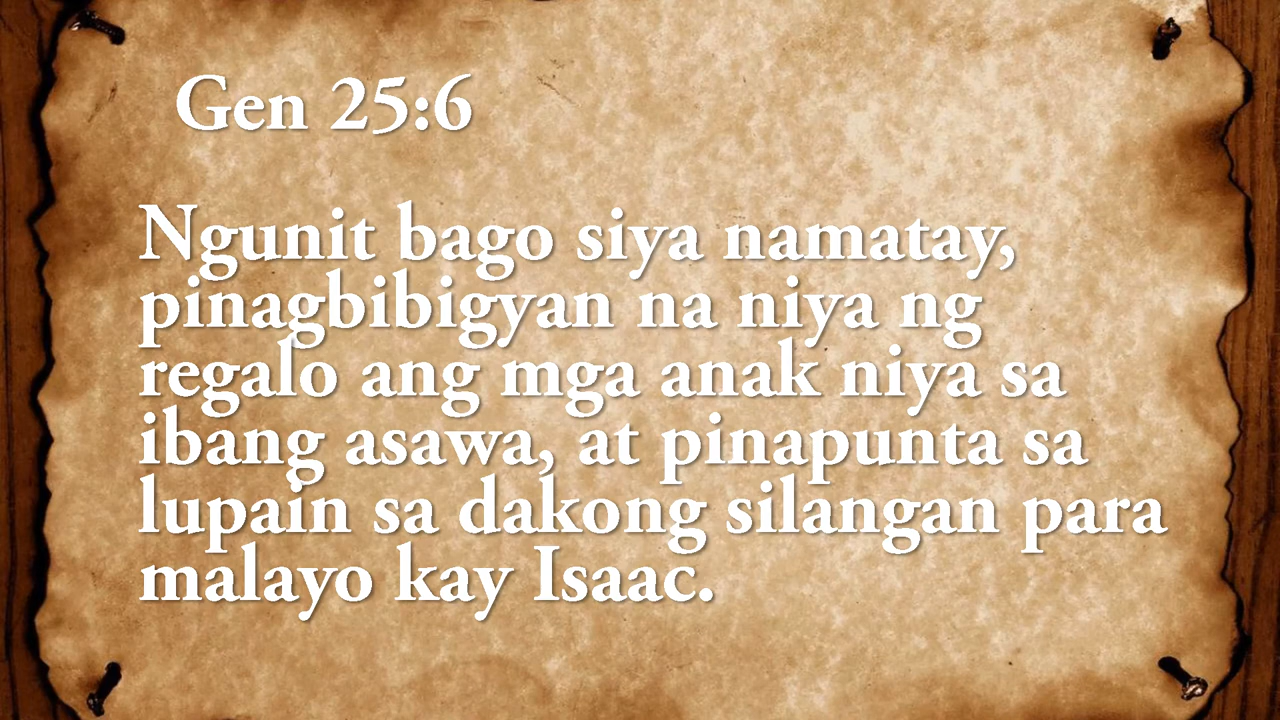 Gen 25:6
Ngunit bago siya namatay,
pinagbibigyan na niya ng
regalo ang mga anak niya sa
ibang asawa, at pinapunta sa
lupain sa dakong silangan para
malayo kay Isaac.